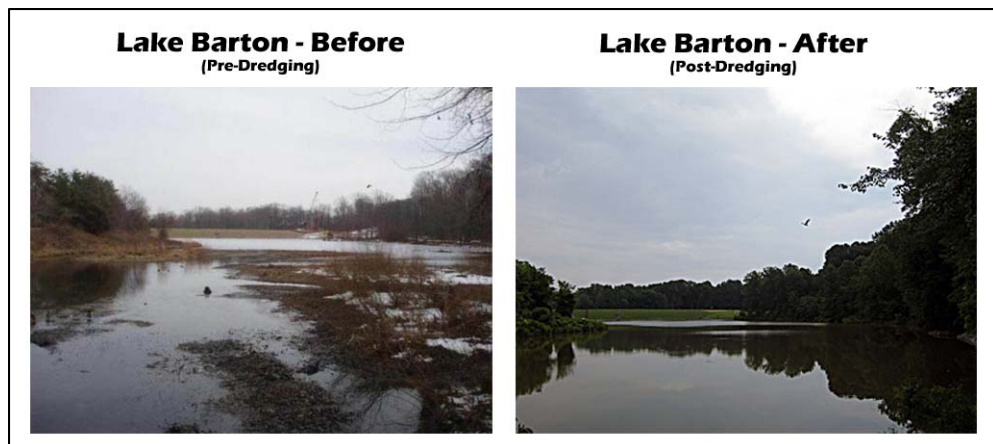 Lake Barton - Before
(Pre-Dredging)
Lake Barton - After
(Post-Dredging)